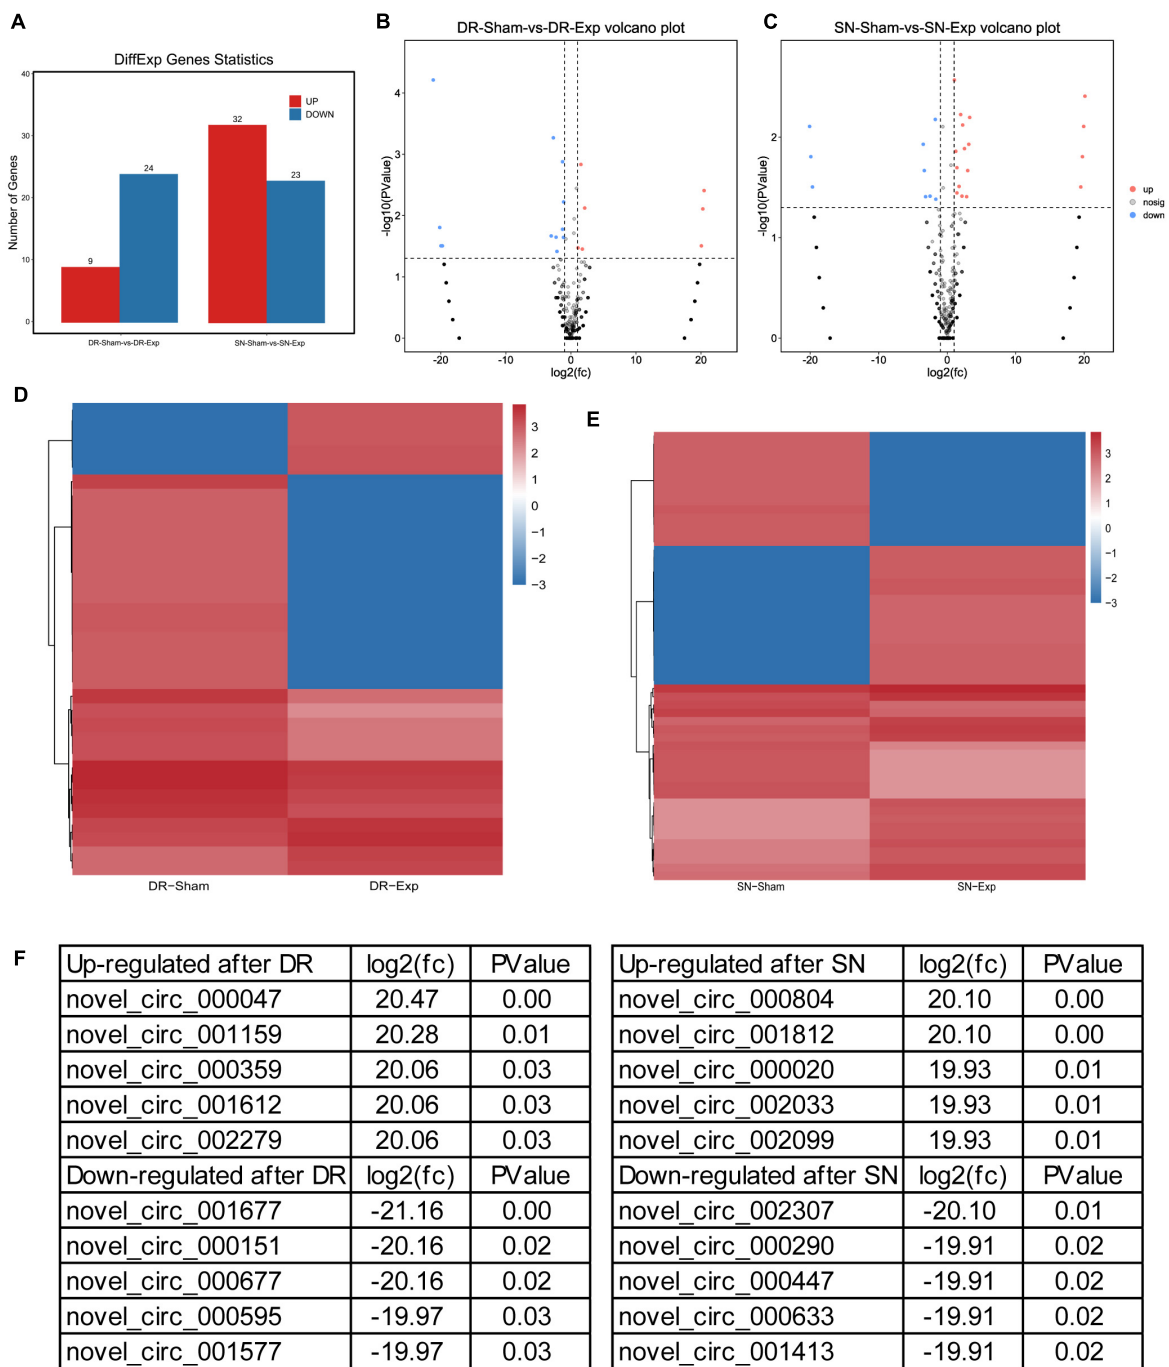 A
DiffExp Genes Statistics
Number of Genes
40
30
20
10
0
9
24
32
23
UP
DOWN
DR-Sham-vs-DR-Exp
SN-Sham-vs-SN-Exp
B
DR-Sham-vs-DR-Exp volcano plot
-log10(PValue)
4
3
2
1
0
-20
-10
0
10
20
log2(fc)
C
SN-Sham-vs-SN-Exp volcano plot
-log10(PValue)
2
1
0
-20
-10
0
10
20
log2(fc)
up
nosig
down
D
3
2
1
0
−1
−2
−3
DR−Sham
DR−Exp
E
3
2
1
0
−1
−2
−3
SN−Sham
SN−Exp
F
Up-regulated after DR log2(fc) PValue
novel_circ_000047 20.47 0.00
novel_circ_001159 20.28 0.01
novel_circ_000359 20.06 0.03
novel_circ_001612 20.06 0.03
novel_circ_002279 20.06 0.03
Down-regulated after DR log2(fc) PValue
novel_circ_001677 -21.16 0.00
novel_circ_000151 -20.16 0.02
novel_circ_000677 -20.16 0.02
novel_circ_000595 -19.97 0.03
novel_circ_001577 -19.97 0.03
Up-regulated after SN log2(fc) PValue
novel_circ_000804 20.10 0.00
novel_circ_001812 20.10 0.00
novel_circ_000020 19.93 0.01
novel_circ_002033 19.93 0.01
novel_circ_002099 19.93 0.01
Down-regulated after SN log2(fc) PValue
novel_circ_002307 -20.10 0.01
novel_circ_000290 -19.91 0.02
novel_circ_000447 -19.91 0.02
novel_circ_000633 -19.91 0.02
novel_circ_001413 -19.91 0.02